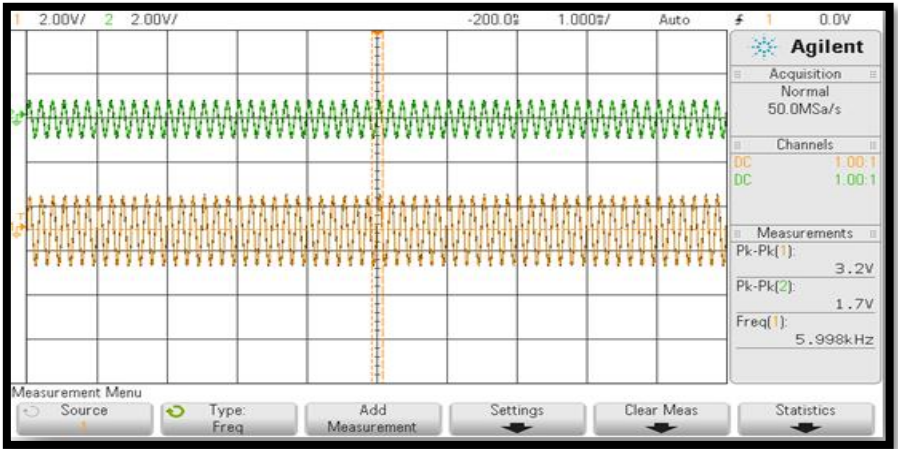 1 2.00V/ 2 2.00V/ -200.0s 1.000s/ Auto 1 0.0V
Agilent
Acquisition
Normal
50.0MSa/s
Channels
DC 1.00:1
DC 1.00:1
Measurements
Pk-Pk(1):
3.2V
Pk-Pk(2):
1.7V
Freq(1):
5.998kHz
T
Measurement Menu
Source
1
Type:
Freq
Add
Measurement
Settings
Clear Meas
Statistics